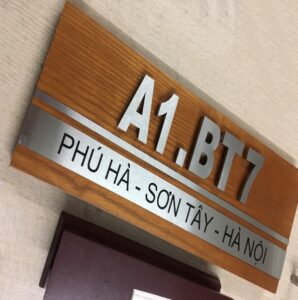 A1.BT7
PHÚ HÀ - SƠN TÂY - HÀ NỘI